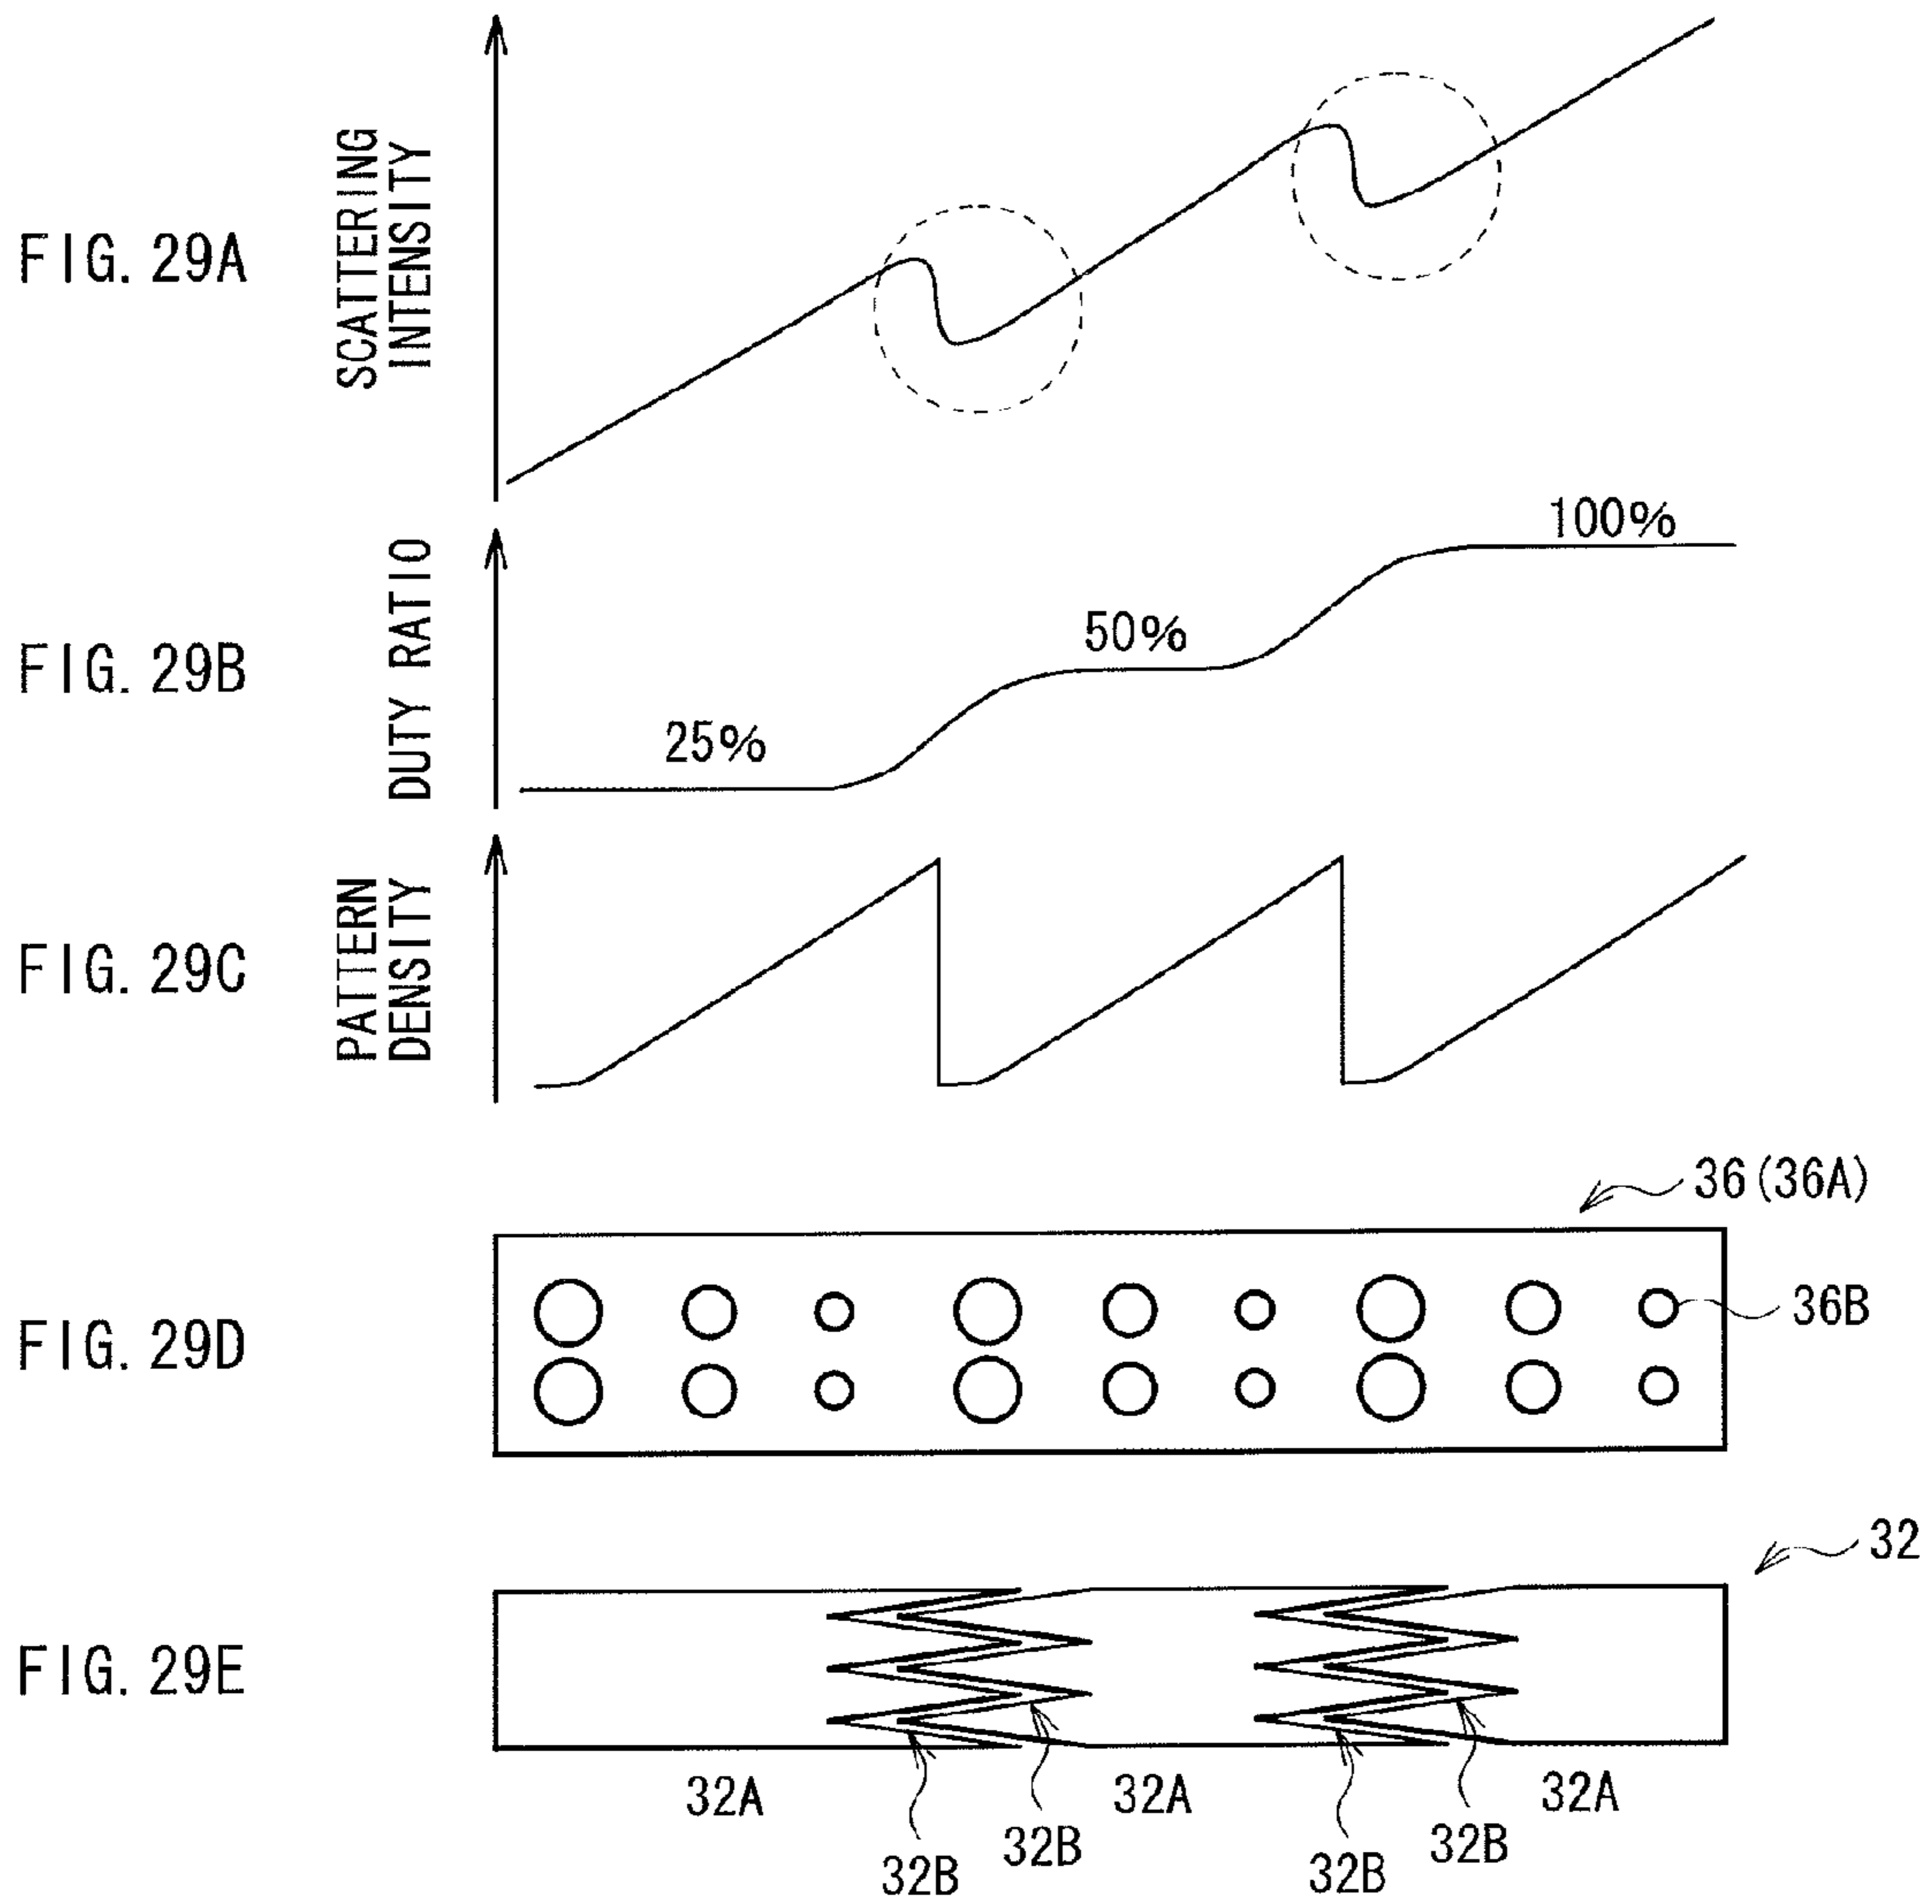 FIG. 29A
SCATTERING
INTENSITY
FIG. 29B
DUTY RATIO
25%
50%
100%
FIG. 29C
PATTERN
DENSITY
FIG. 29D
36 (36A)
36B
FIG. 29E
32
32A
32B
32B
32A
32B
32B
32A